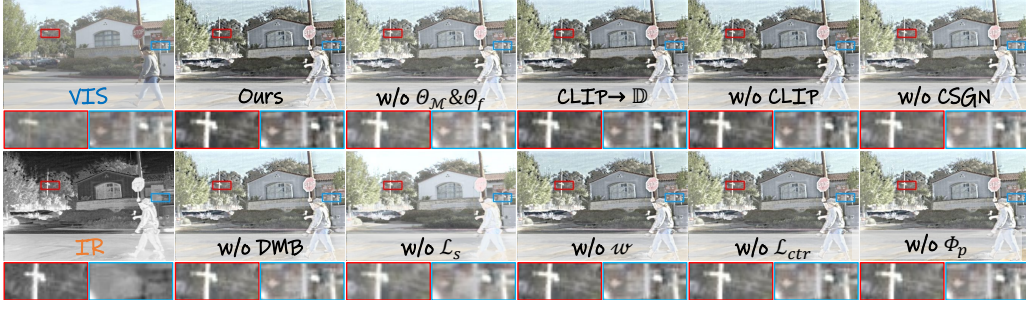 VIS
Ours
w/o Θ_ℳ&Θ_f
CLIP→ 𝔻
w/o CLIP
w/o CSGN
IR
w/o DMB
w/o ℒ_s
w/o w
w/o ℒ_ctr
w/o Φ_p